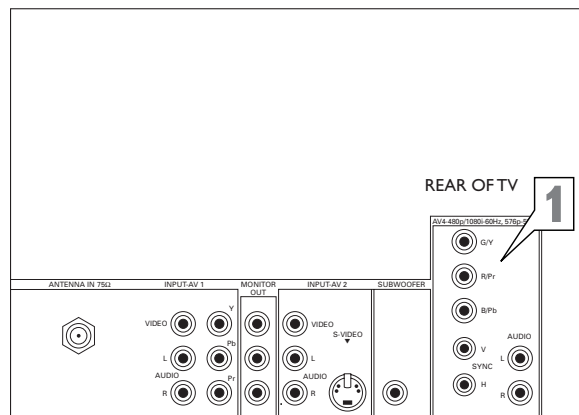 REAR OF TV
1
AV4-480p/1080i-60Hz, 576p-5
G/Y
R/Pr
B/Pb
V
SYNC
H
AUDIO
L
R
ANTENNA IN 75Ω
INPUT-AV 1
MONITOR
OUT
INPUT-AV 2
SUBWOOFER
VIDEO
Y
L
Pb
AUDIO
R
Pr
VIDEO
S-VIDEO
L
AUDIO
R